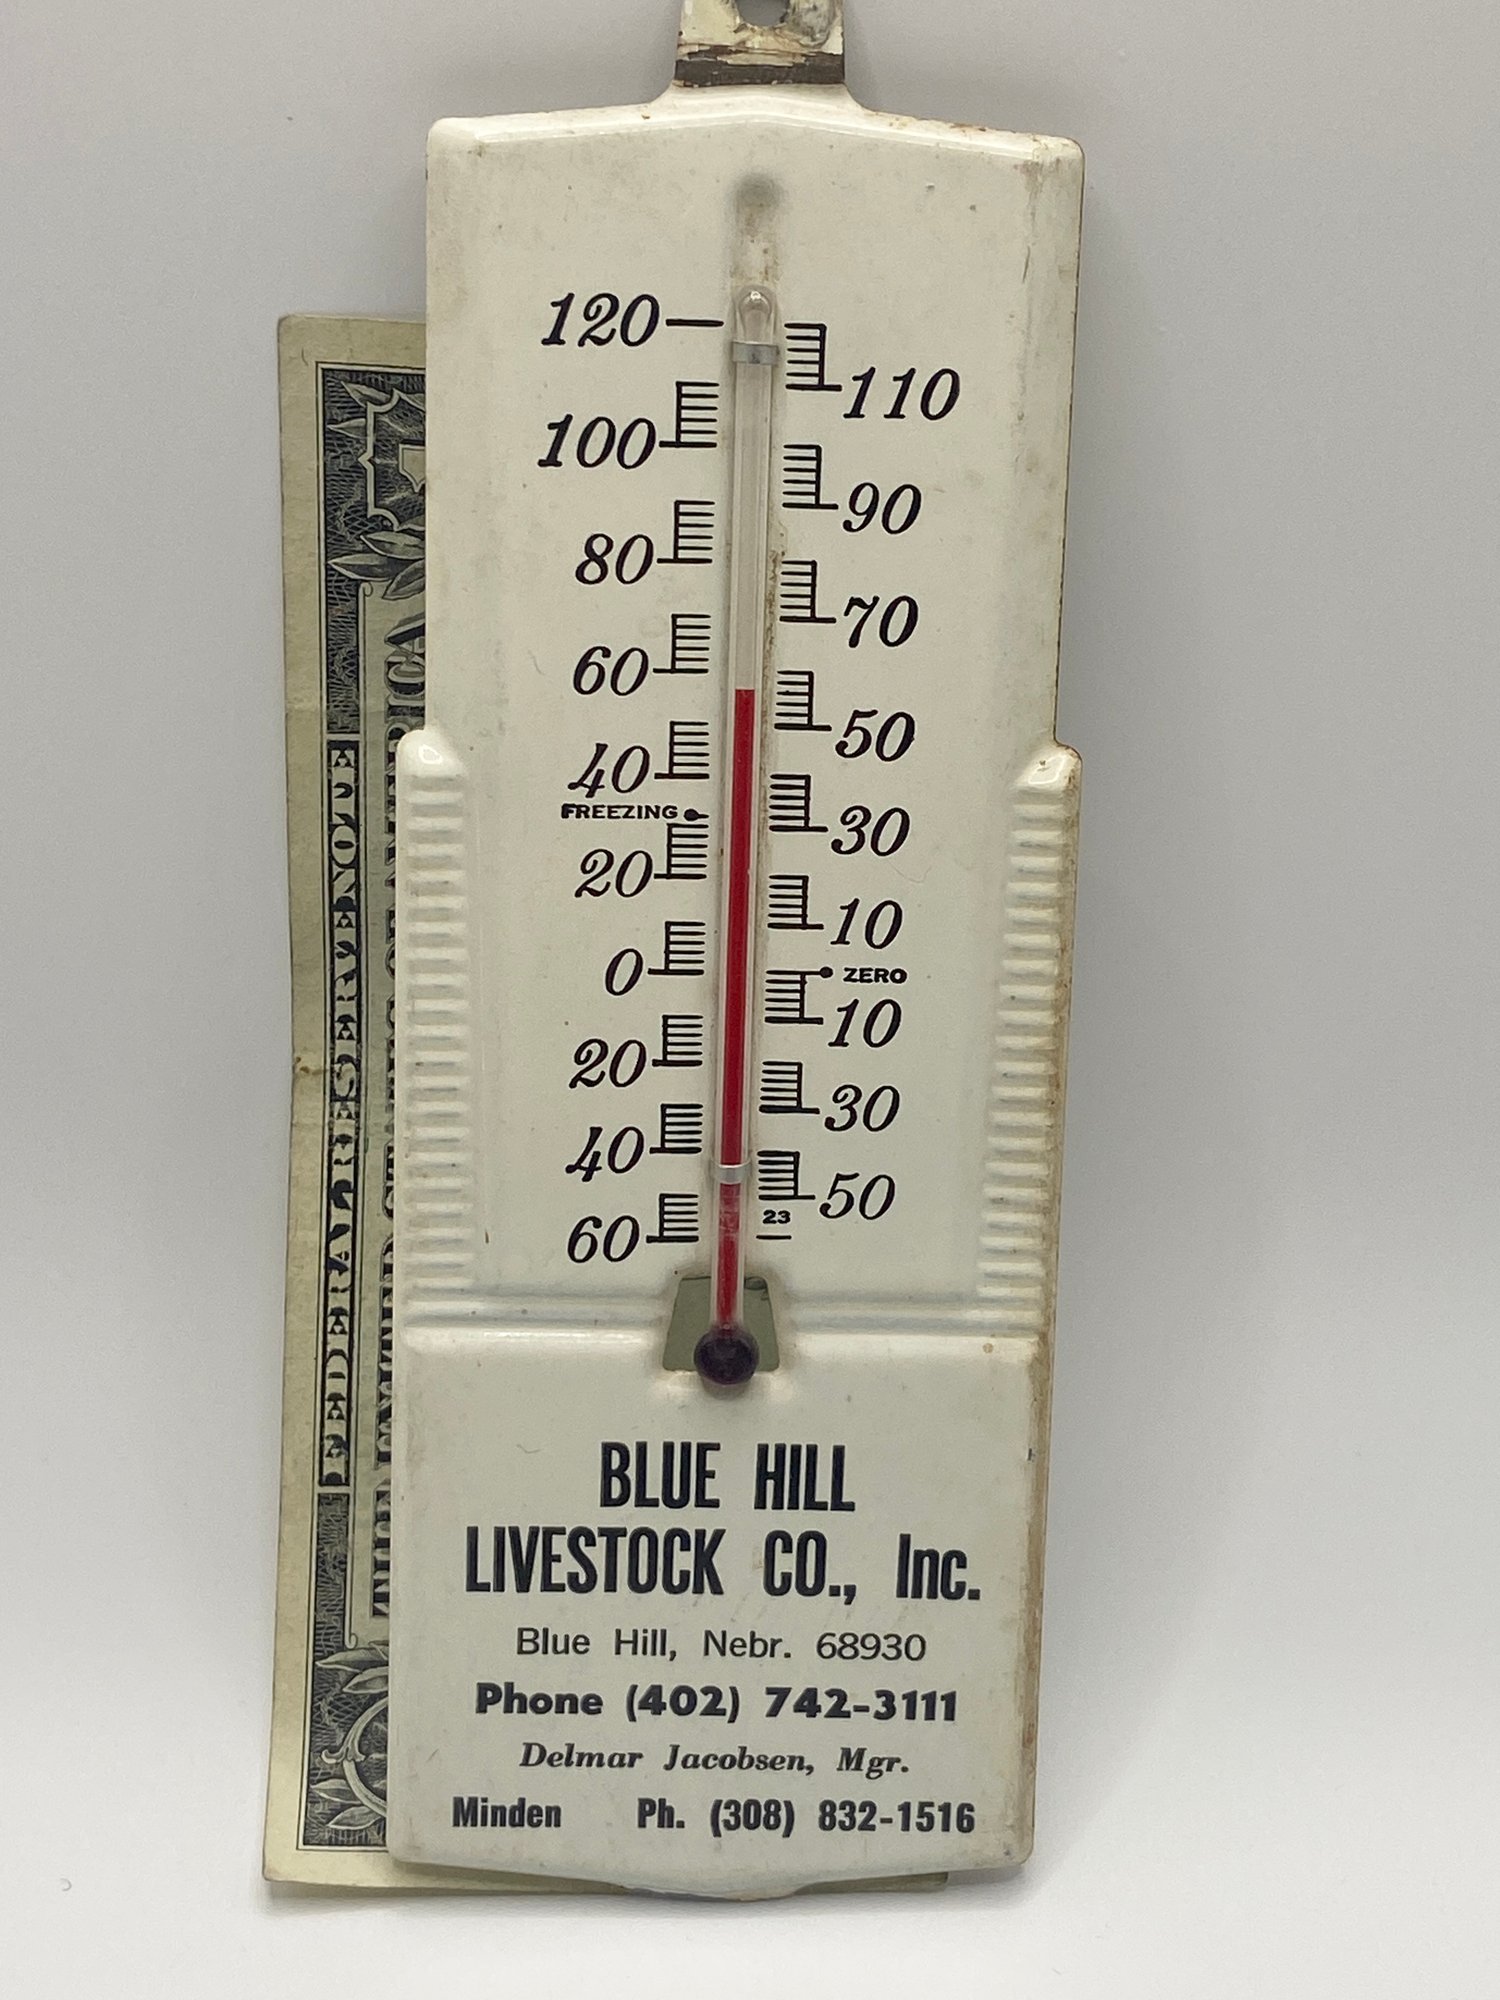 120
110
100
90
80
70
60
50
40
FREEZING
30
20
10
0
ZERO
10
20
30
40
50
23
60
BLUE HILL
LIVESTOCK CO., Inc.
Blue Hill, Nebr. 68930
Phone (402) 742-3111
Delmar Jacobsen, Mgr.
Minden Ph. (308) 832-1516
FEDERAL RESERVE NOTE
THE UNITED STATES OF AMERICA